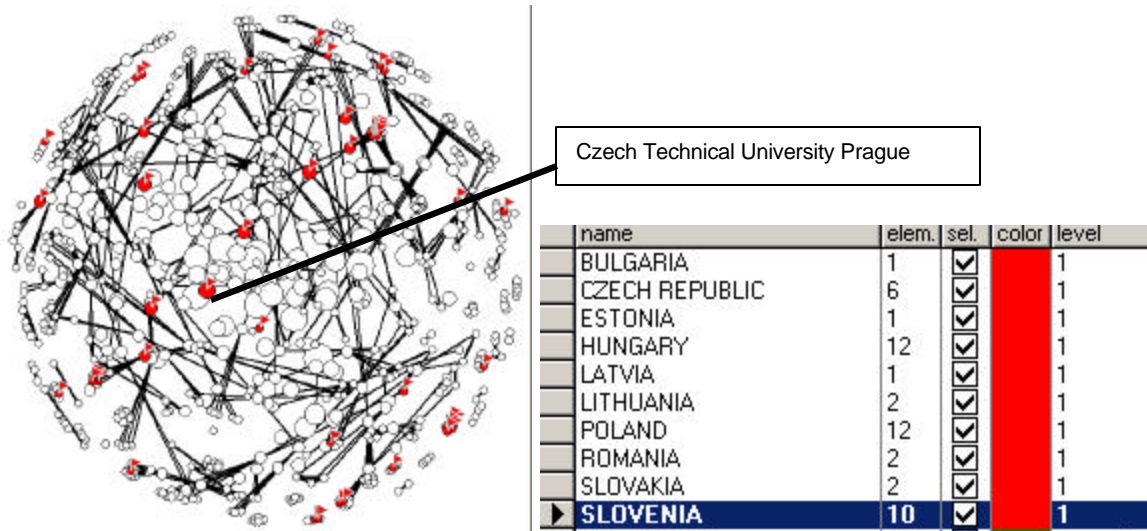 Czech Technical University Prague
name elem. sel. color level
BULGARIA 1 1
CZECH REPUBLIC 6 1
ESTONIA 1 1
HUNGARY 12 1
LATVIA 1 1
LITHUANIA 2 1
POLAND 12 1
ROMANIA 2 1
SLOVAKIA 2 1
SLOVENIA 10 1